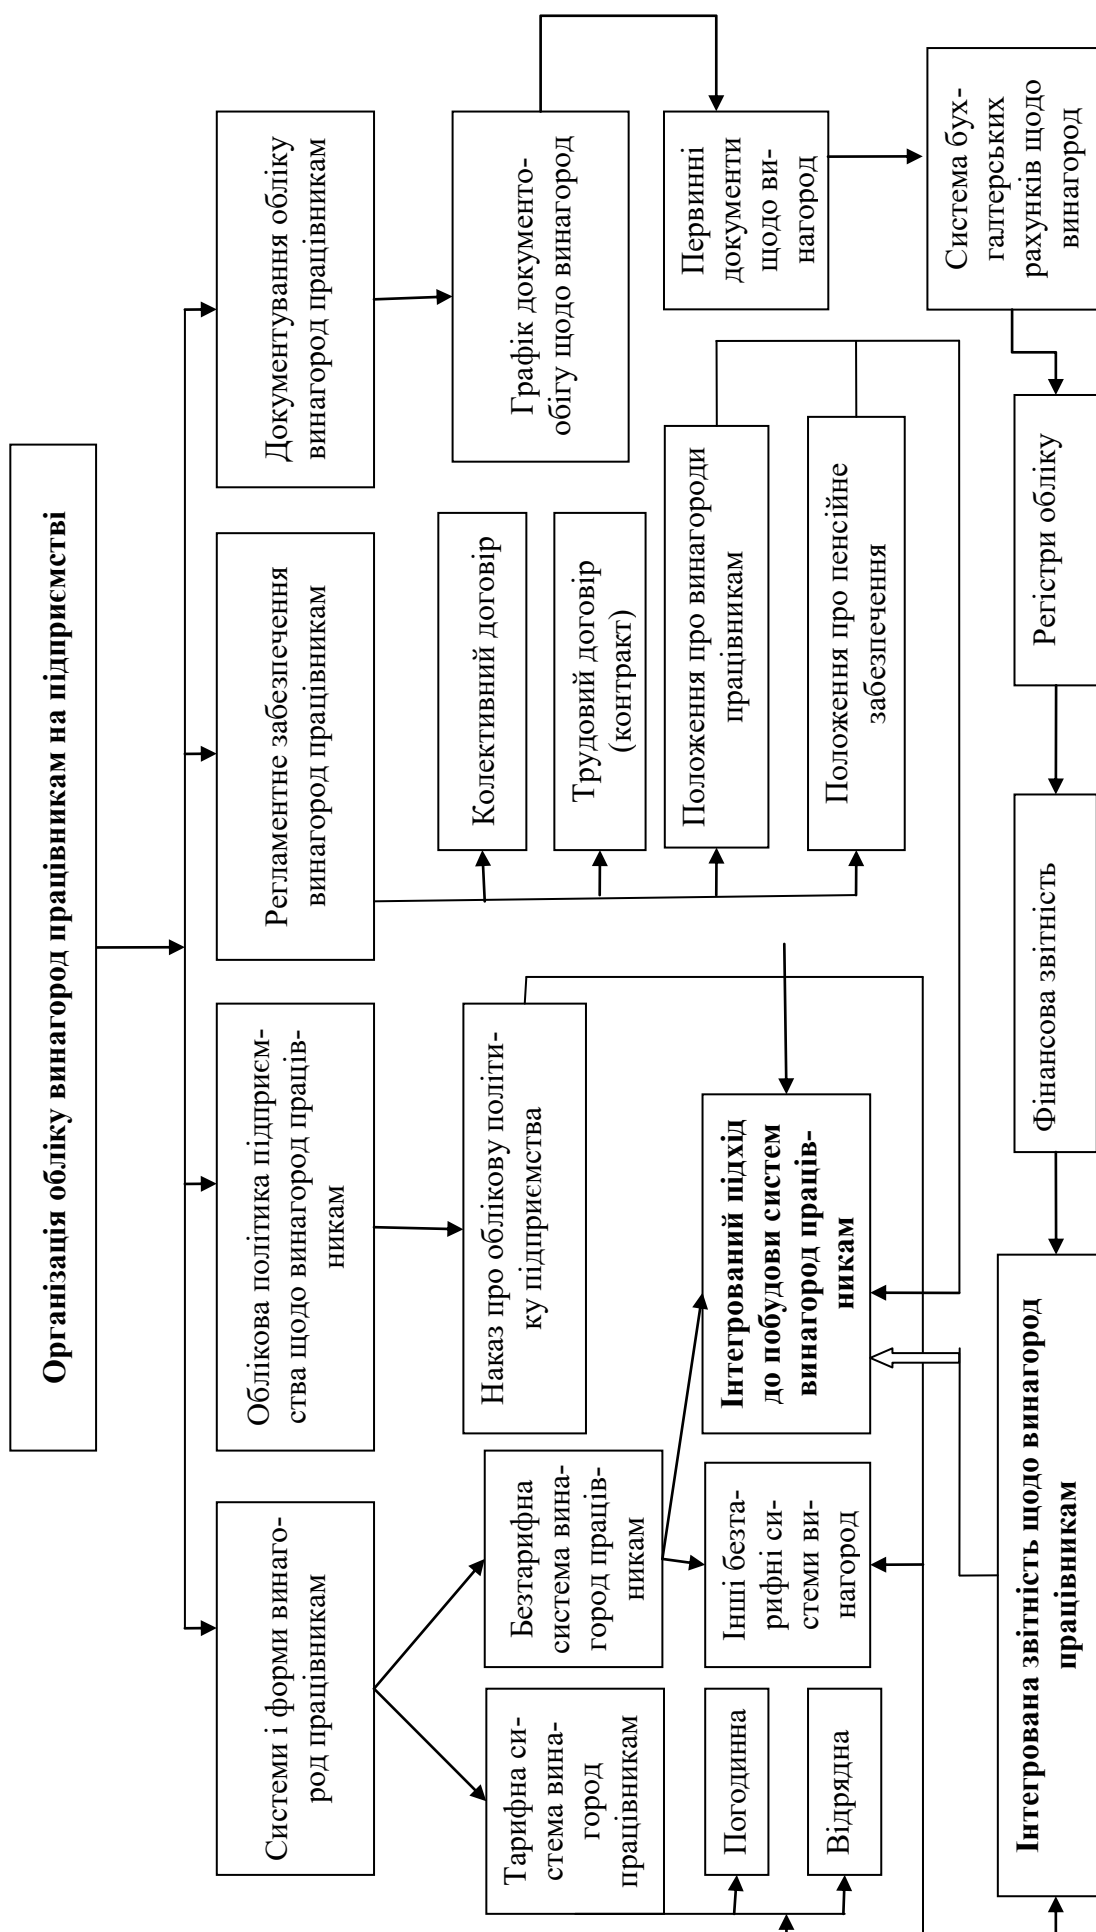 Організація обліку винагород працівникам на підприємстві
Системи і форми винаго-
род працівникам
Облікова політика підприєм-
ства щодо винагород праців-
никам
Регламентне забезпечення
винагород працівникам
Документування обліку
винагород працівникам
Тарифна си-
стема вина-
город
працівникам
Безтарифна
система вина-
город праців-
никам
Наказ про облікову політи-
ку підприємства
Колективний договір
Трудовий договір
(контракт)
Положення про винагороди
працівникам
Положення про пенсійне
забезпечення
Графік документо-
обігу щодо винагород
Погодинна
Відрядна
Інші безта-
рифні си-
стеми ви-
нагород
Інтегрований підхід
до побудови систем
винагород праців-
никам
Первинні
документи
щодо ви-
нагород
Система бух-
галтерських
рахунків щодо
винагород
Інтегрована звітність щодо винагород
працівникам
Фінансова звітність
Регістри обліку